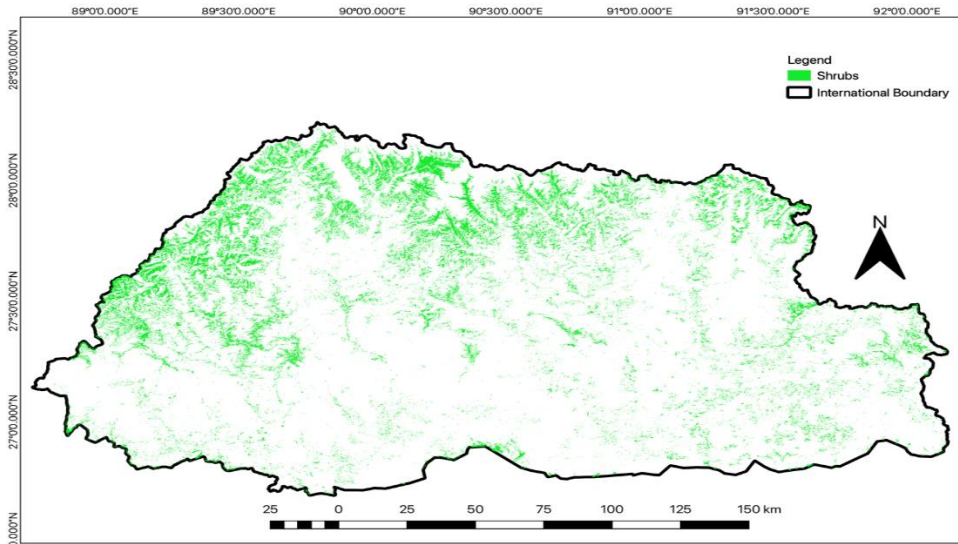 89°0'0.000"E 89°30'0.000"E 90°0'0.000"E 90°30'0.000"E 91°0'0.000"E 91°30'0.000"E 92°0'0.000"E
28°30'0.000"N
28°0'0.000"N
27°30'0.000"N
27°0'0.000"N
0.000"N
Legend
Shrubs
International Boundary
N
25 0 25 50 75 100 125 150 km